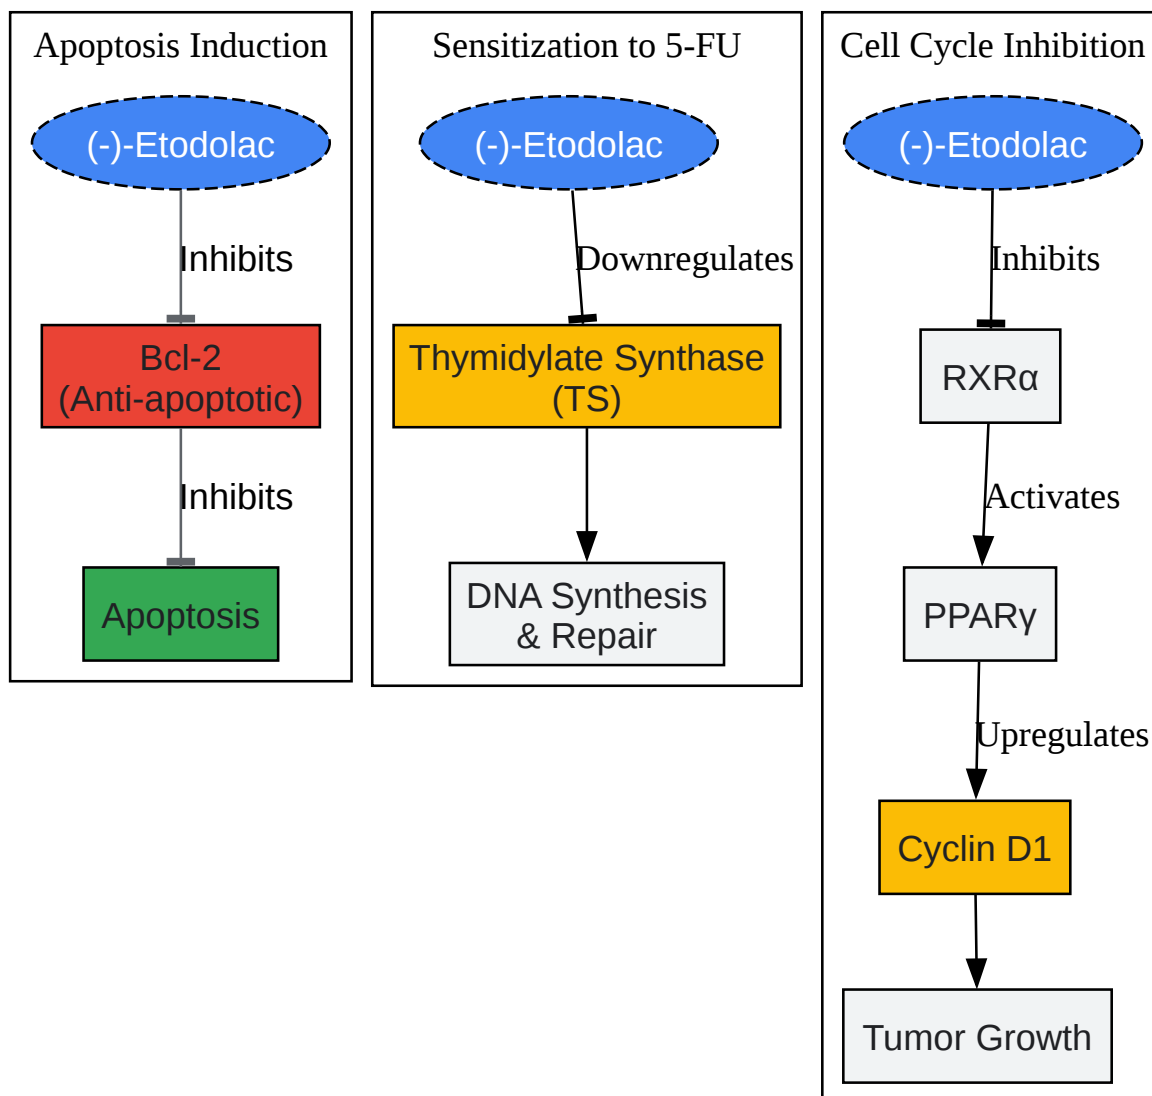 Apoptosis Induction
(-)-Etodolac
Inhibits
Bcl-2
(Anti-apoptotic)
Inhibits
Apoptosis
Sensitization to 5-FU
(-)-Etodolac
Downregulates
Thymidylate Synthase
(TS)
DNA Synthesis
& Repair
Cell Cycle Inhibition
(-)-Etodolac
Inhibits
RXRα
Activates
PPARγ
Upregulates
Cyclin D1
Tumor Growth